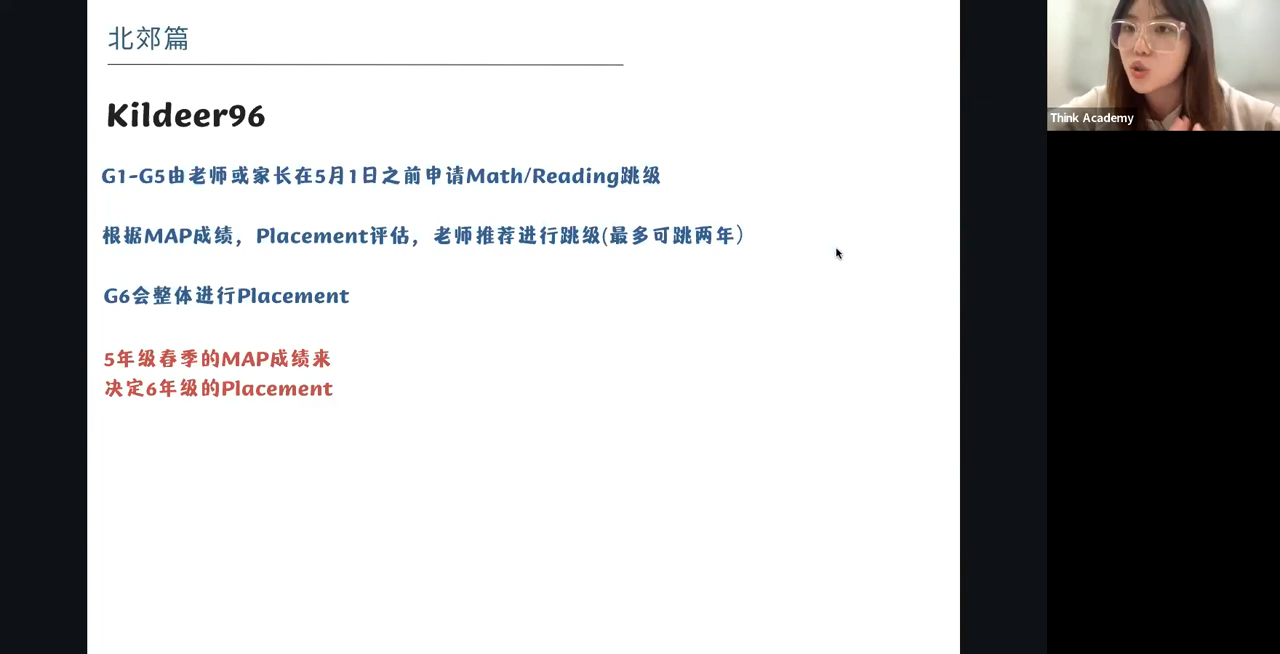 北郊篇
Kildeer96
G1-G5由老师或家长在5月1日之前申请Math/Reading跳级
根据MAP成绩，Placement评估，老师推荐进行跳级(最多可跳两年）
G6会整体进行Placement
5年级春季的MAP成绩来
决定6年级的Placement
Think Academy